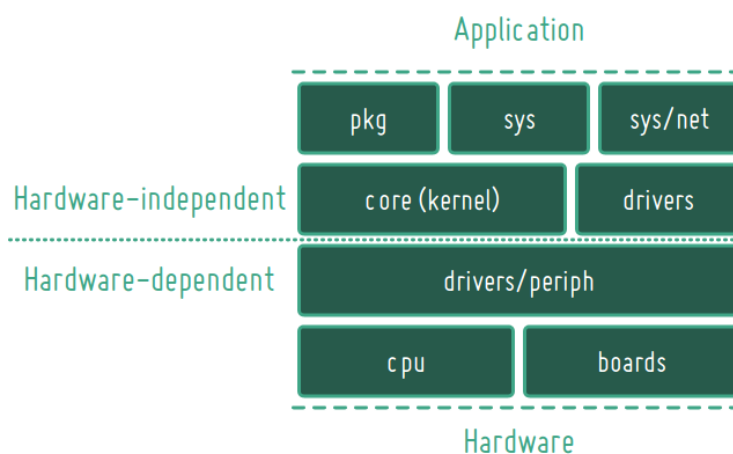 Application
pkg sys sys/net
Hardware-independent core (kernel) drivers
Hardware-dependent drivers/periph
cpu boards
Hardware